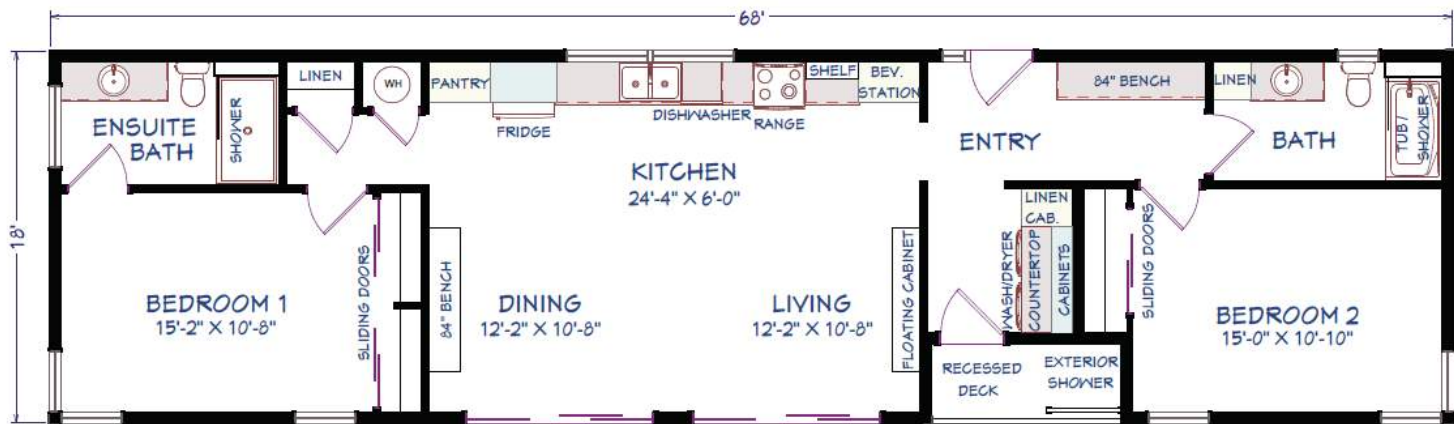 68'
18'
ENSUITE
BATH
SHOWER
LINEN
WH
PANTRY
FRIDGE
DISHWASHER
RANGE
SHELF
BEV.
STATION
KITCHEN
24'-4" X 6'-0"
ENTRY
84" BENCH
LINEN
BATH
TUB/
SHOWER
BEDROOM 1
15'-2" X 10'-8"
SLIDING DOORS
84" BENCH
DINING
12'-2" X 10'-8"
LIVING
12'-2" X 10'-8"
FLOATING CABINET
LINEN
CAB.
WASH/DRYER
COUNTERTOP
CABINETS
RECESSED
DECK
EXTERIOR
SHOWER
SLIDING DOORS
BEDROOM 2
15'-0" X 10'-10"